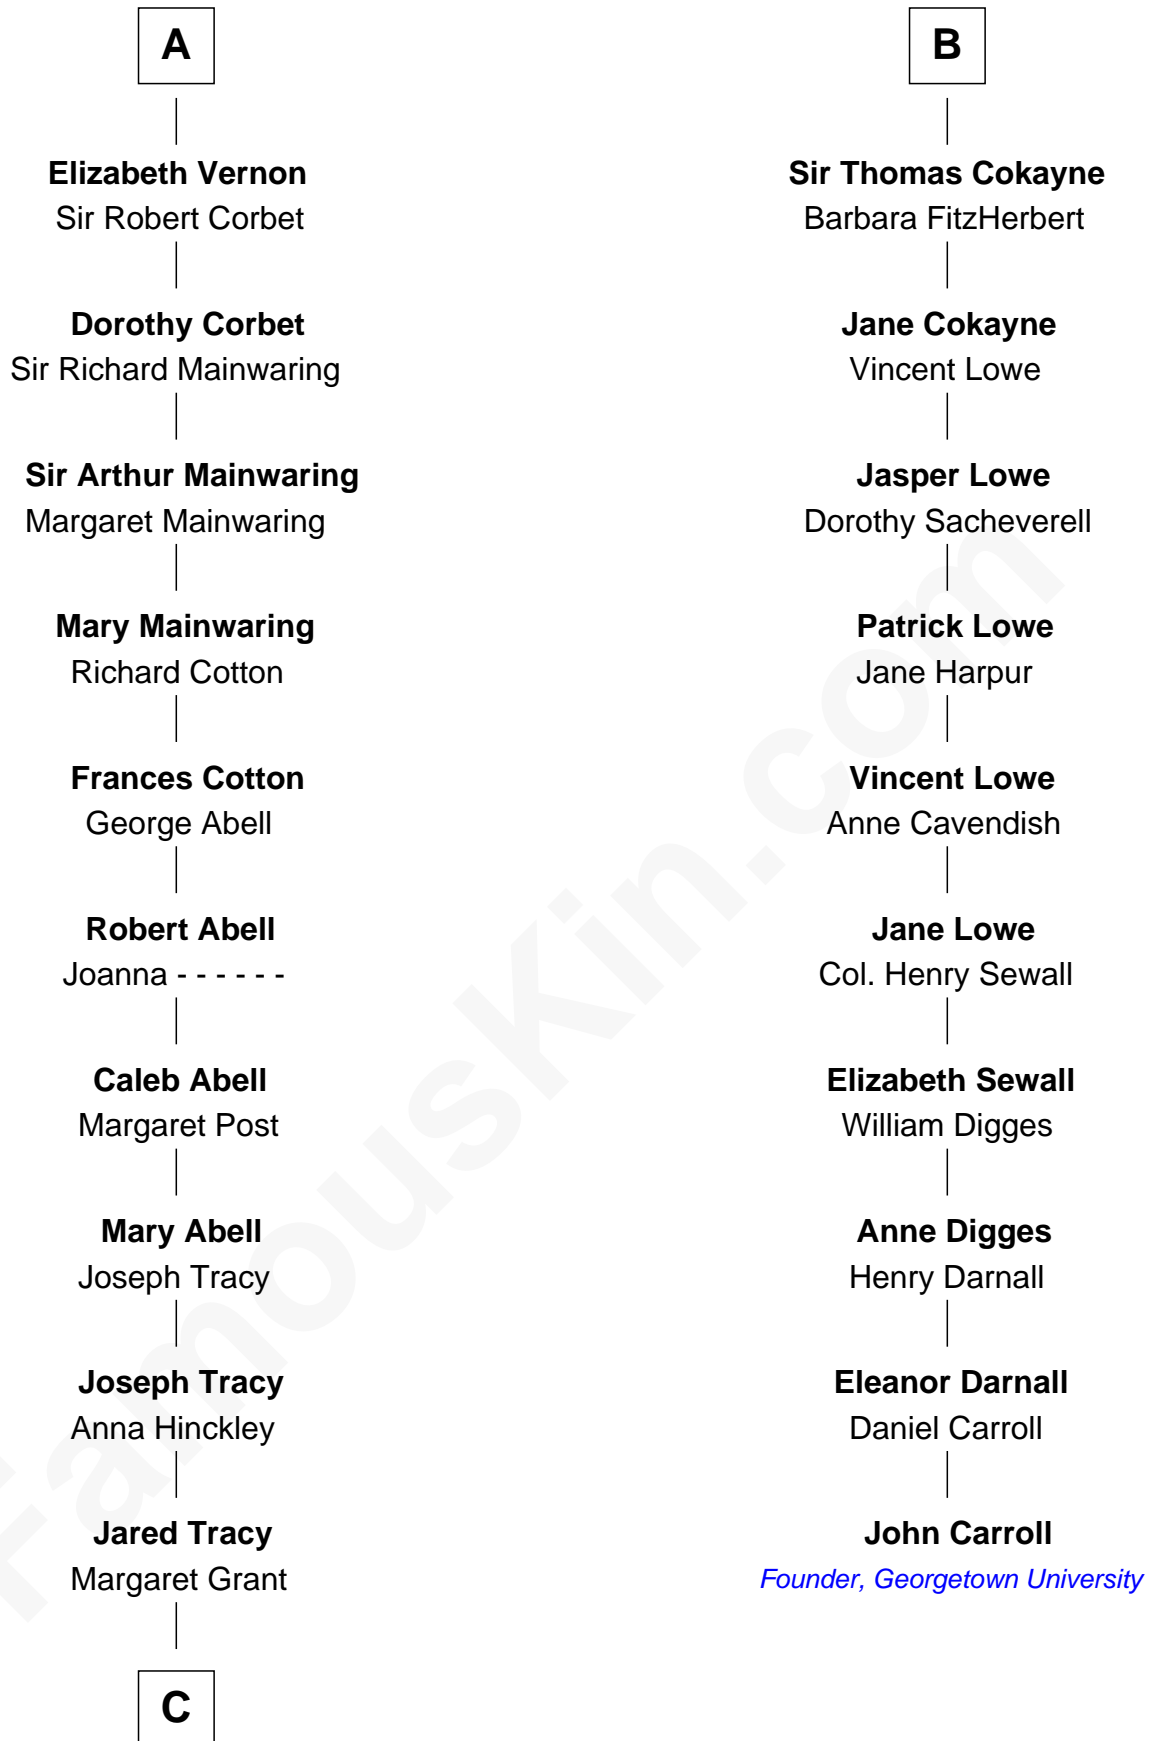 A
Elizabeth Vernon
Sir Robert Corbet
Dorothy Corbet
Sir Richard Mainwaring
Sir Arthur Mainwaring
Margaret Mainwaring
Mary Mainwaring
Richard Cotton
Frances Cotton
George Abell
Robert Abell
Joanna - - - - - -
Caleb Abell
Margaret Post
Mary Abell
Joseph Tracy
Joseph Tracy
Anna Hinckley
Jared Tracy
Margaret Grant
C
B
Sir Thomas Cokayne
Barbara FitzHerbert
Jane Cokayne
Vincent Lowe
Jasper Lowe
Dorothy Sacheverell
Patrick Lowe
Jane Harpur
Vincent Lowe
Anne Cavendish
Jane Lowe
Col. Henry Sewall
Elizabeth Sewall
William Digges
Anne Digges
Henry Darnall
Eleanor Darnall
Daniel Carroll
John Carroll
Founder, Georgetown University
FamousKin.com